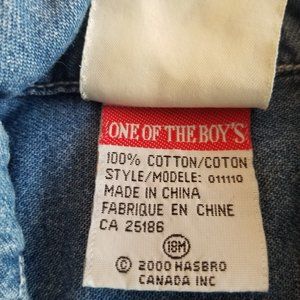 ONE OF THE BOY'S
100% COTTON/COTON
STYLE/MODELE: 011110
MADE IN CHINA
FABRIQUE EN CHINE
CA 25186
18M
© 2000 HASBRO
CANADA INC